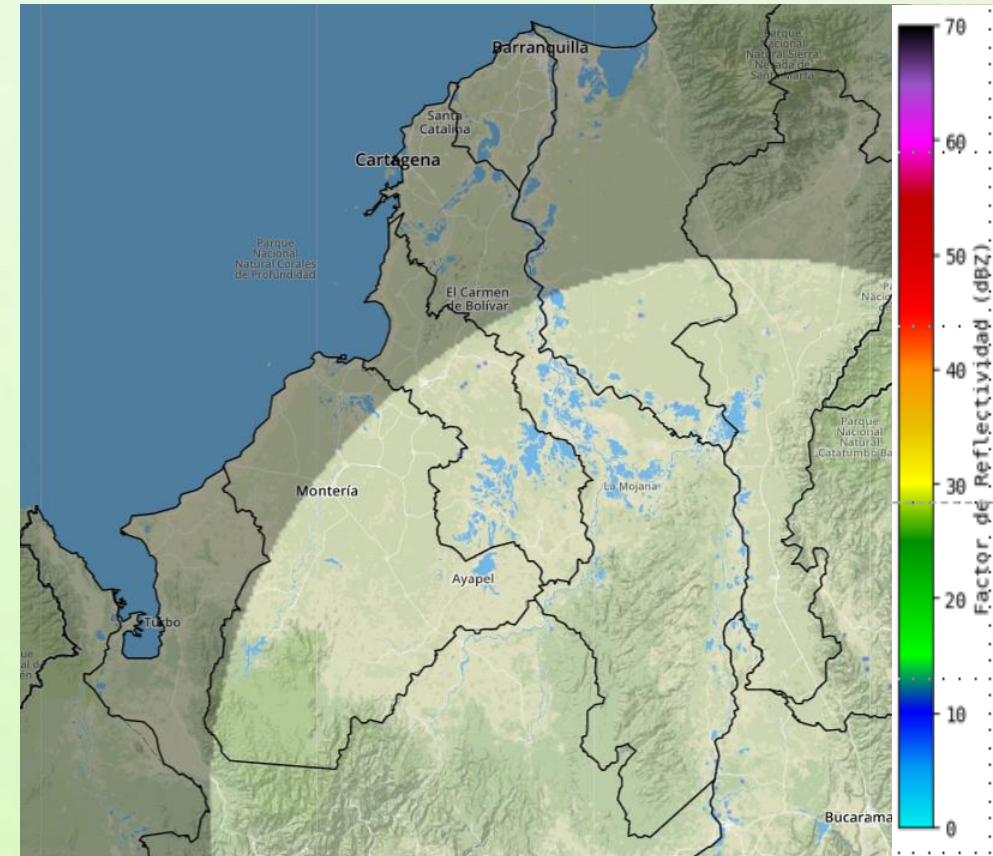 Barranquilla
Parque
Nacional
Natural Sierra
Nevada de
Santa Marta
Santa
Catalina
Cartagena
Parque
Nacional
Natural Corales
de Profundidad
El Carmen
de Bolívar
Montería
La Mojana
Parque
Nacional
Natural
Catatumbo Ba
Ayapel
Turbo
Bucarama
70
60
50
40
30
20
10
0
Factor de Reflectividad (dBZ)